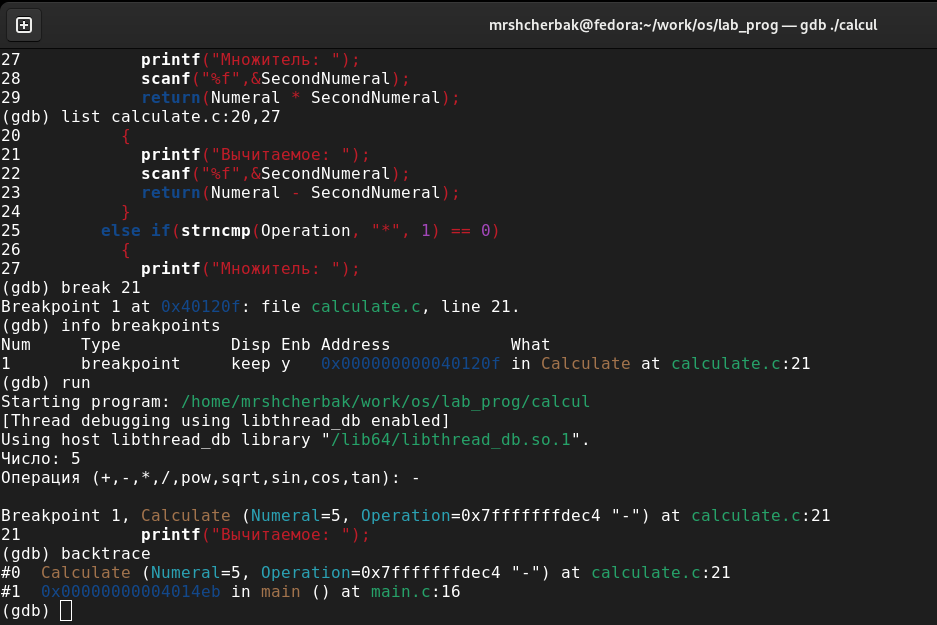 mrshcherbak@fedora:~/work/os/lab_prog — gdb ./calcul
27            printf("Множитель: ");
28            scanf("%f",&SecondNumeral);
29            return(Numeral * SecondNumeral);
(gdb) list calculate.c:20,27
20          {
21            printf("Вычитаемое: ");
22            scanf("%f",&SecondNumeral);
23            return(Numeral - SecondNumeral);
24          }
25        else if(strncmp(Operation, "*", 1) == 0)
26          {
27            printf("Множитель: ");
(gdb) break 21
Breakpoint 1 at 0x40120f: file calculate.c, line 21.
(gdb) info breakpoints
Num     Type           Disp Enb Address            What
1       breakpoint     keep y   0x000000000040120f in Calculate at calculate.c:21
(gdb) run
Starting program: /home/mrshcherbak/work/os/lab_prog/calcul
[Thread debugging using libthread_db enabled]
Using host libthread_db library "/lib64/libthread_db.so.1".
Число: 5
Операция (+,-,*,/,pow,sqrt,sin,cos,tan): -
Breakpoint 1, Calculate (Numeral=5, Operation=0x7fffffffdec4 "-") at calculate.c:21
21            printf("Вычитаемое: ");
(gdb) backtrace
#0  Calculate (Numeral=5, Operation=0x7fffffffdec4 "-") at calculate.c:21
#1  0x00000000004014eb in main () at main.c:16
(gdb)